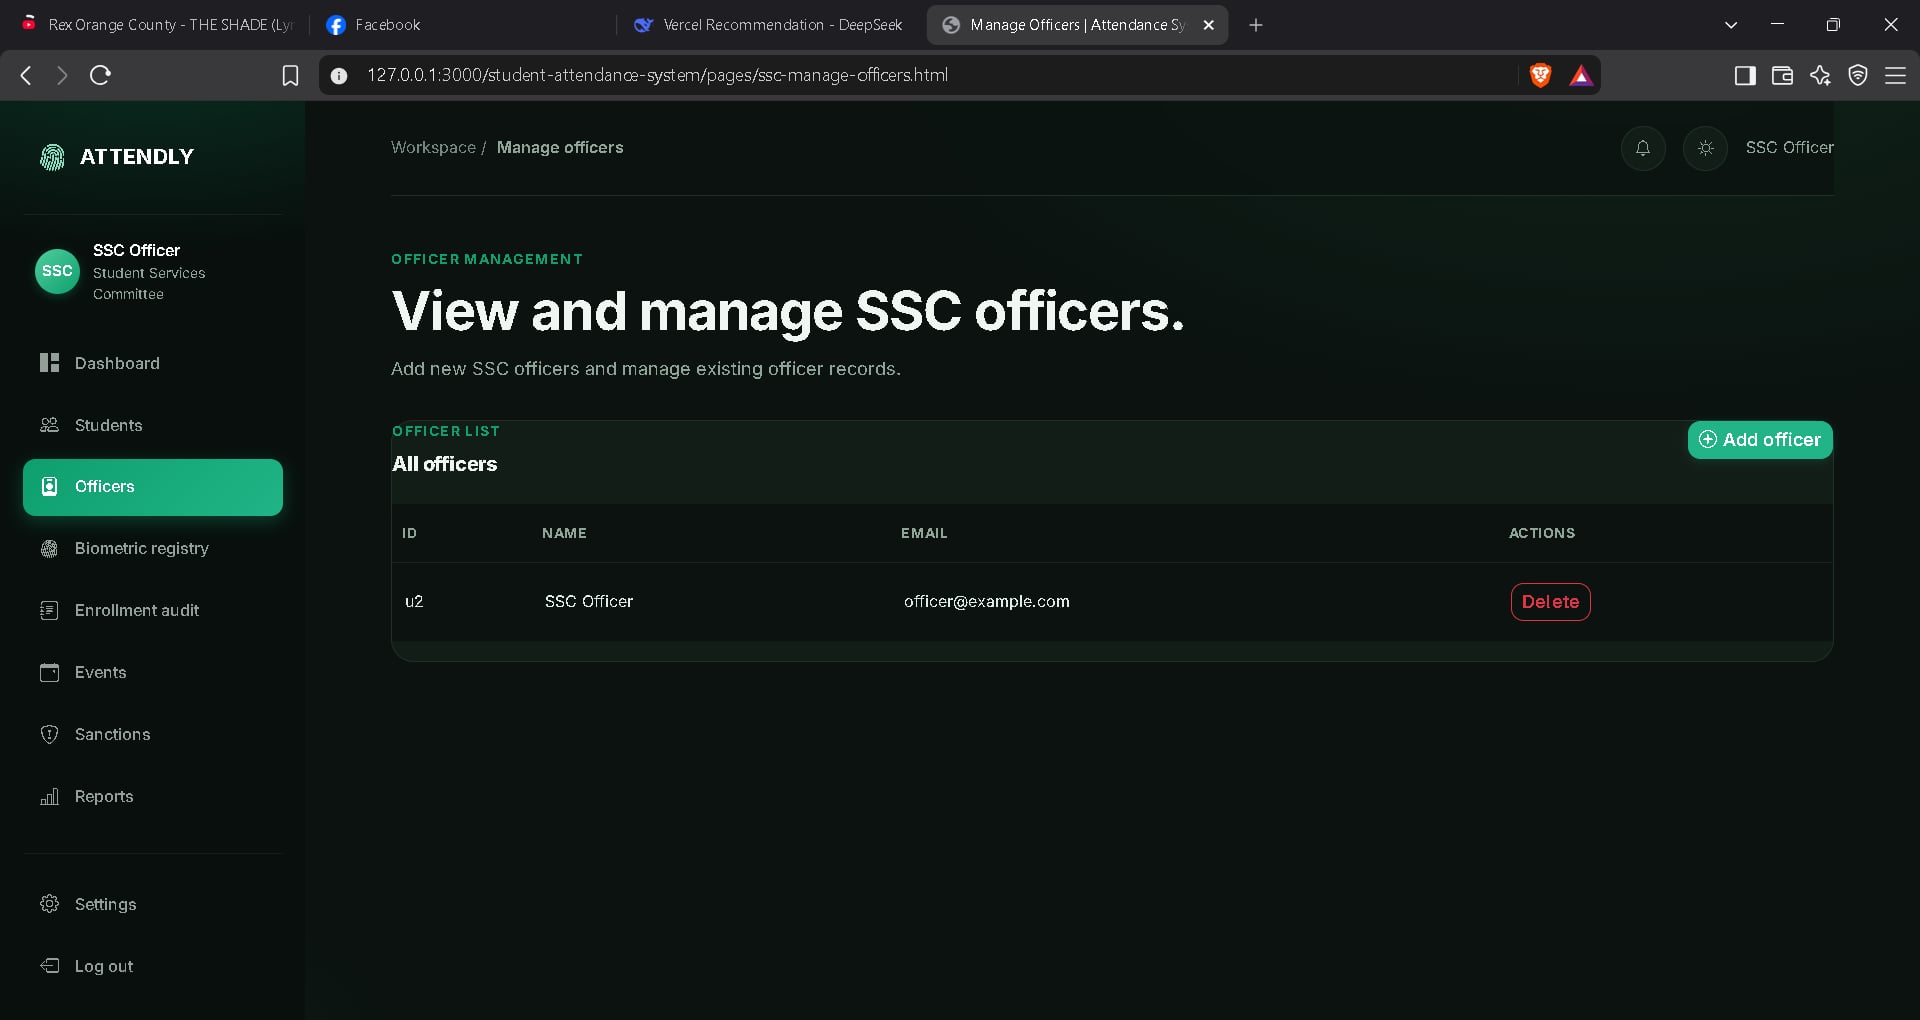 Rex Orange County - THE SHADE (Lyr
Facebook
Vercel Recommendation - DeepSeek
Manage Officers | Attendance Sy
127.0.0.1:3000/student-attendance-system/pages/ssc-manage-officers.html
ATTENDLY
SSC
SSC Officer
Student Services
Committee
Dashboard
Students
Officers
Biometric registry
Enrollment audit
Events
Sanctions
Reports
Settings
Log out
Workspace / Manage officers
SSC Officer
OFFICER MANAGEMENT
View and manage SSC officers.
Add new SSC officers and manage existing officer records.
OFFICER LIST
All officers
Add officer
ID NAME EMAIL ACTIONS
u2 SSC Officer officer@example.com Delete